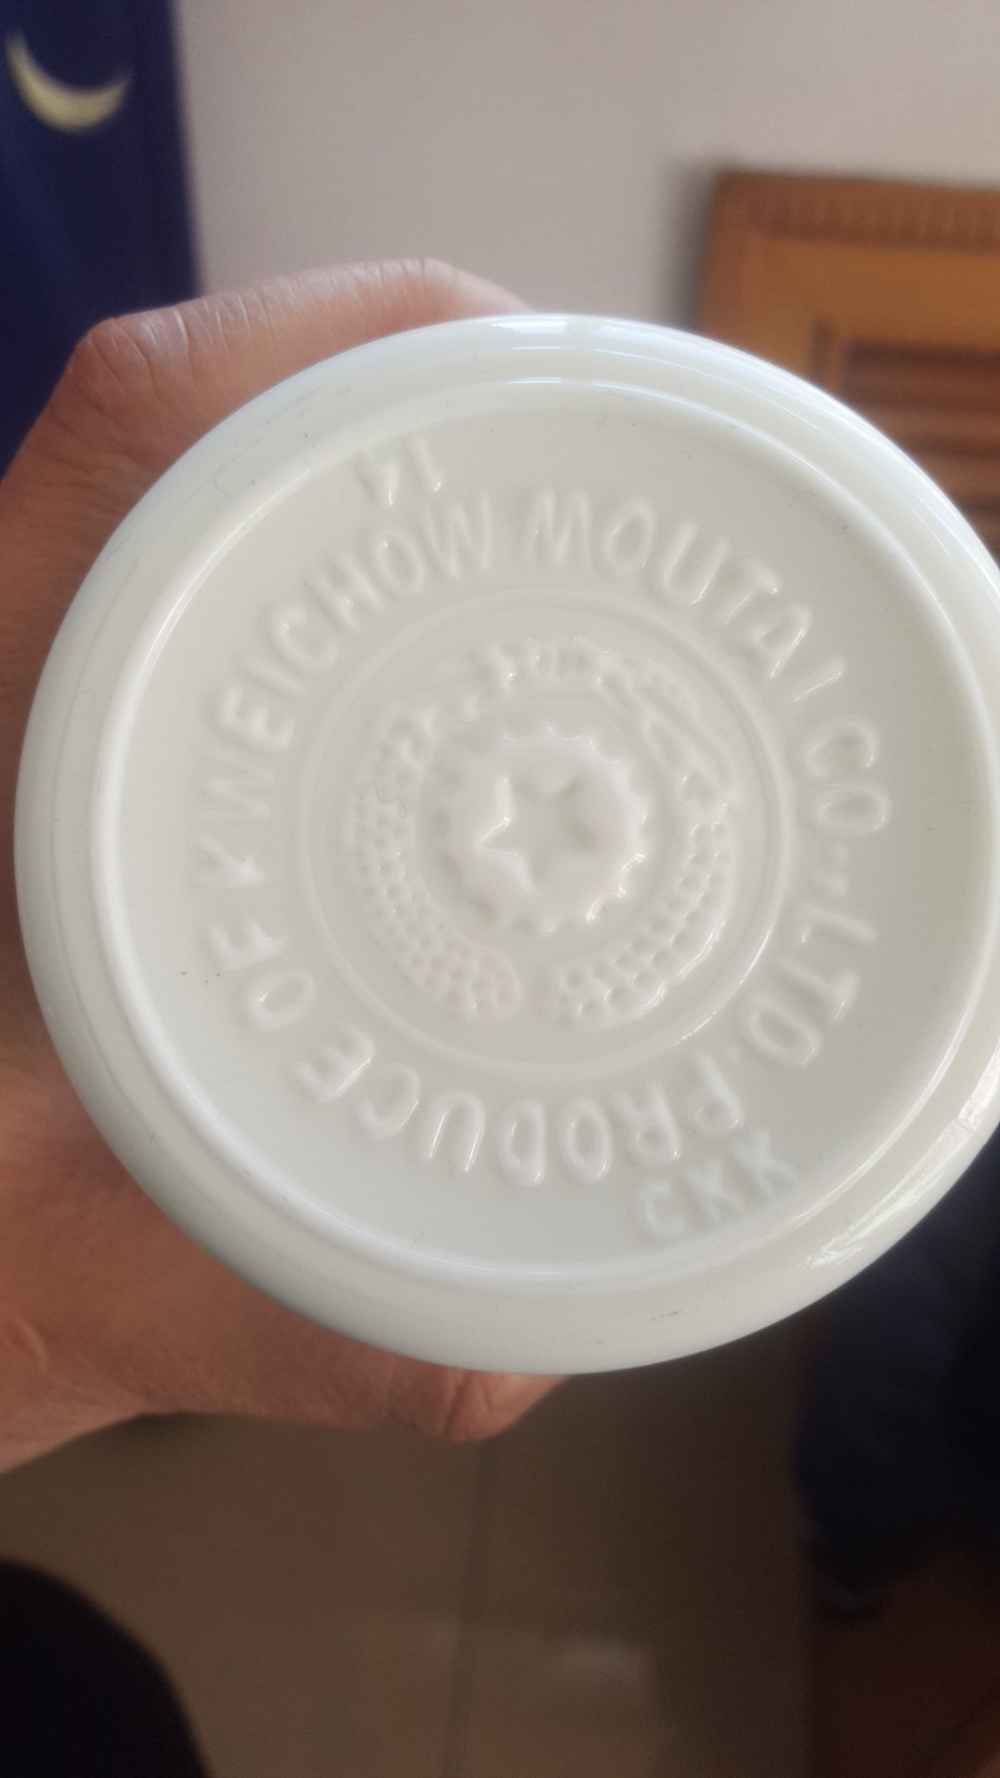 14
KWEICHOW MOUTAI CO.,LTD.PRODUCE OF
CKK